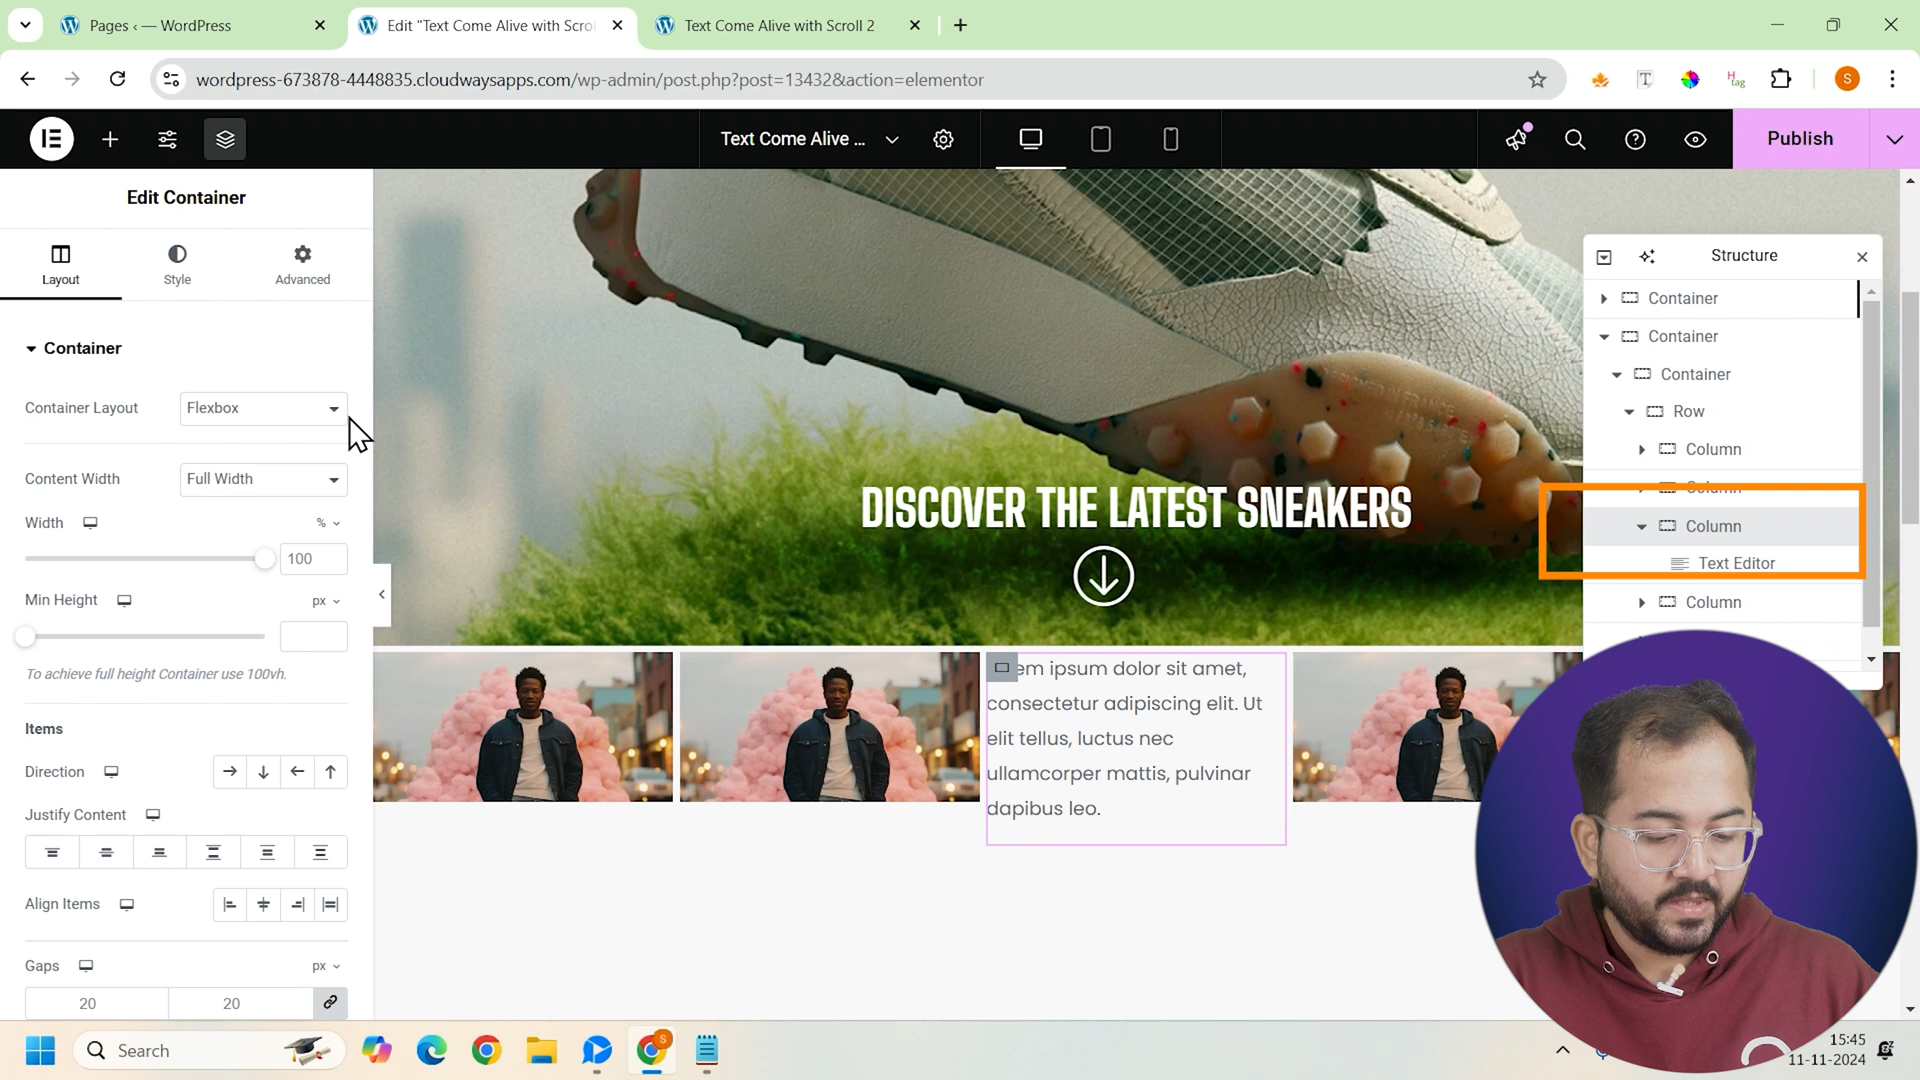 Pages ‹ — WordPress
Edit "Text Come Alive with Scro
Text Come Alive with Scroll 2
wordpress-673878-4448835.cloudwaysapps.com/wp-admin/post.php?post=13432&action=elementor
T
H
tag
S
Text Come Alive ...
Publish
Edit Container
Layout
Style
Advanced
Container
Container Layout
Flexbox
Content Width
Full Width
Width
%
100
Min Height
px
To achieve full height Container use 100vh.
Items
Direction
Justify Content
Align Items
Gaps
px
20
20
DISCOVER THE LATEST SNEAKERS
em ipsum dolor sit amet,
consectetur adipiscing elit. Ut
elit tellus, luctus nec
ullamcorper mattis, pulvinar
dapibus leo.
Structure
Container
Container
Container
Row
Column
Column
Column
Text Editor
Column
Search
S
15:45
11-11-2024